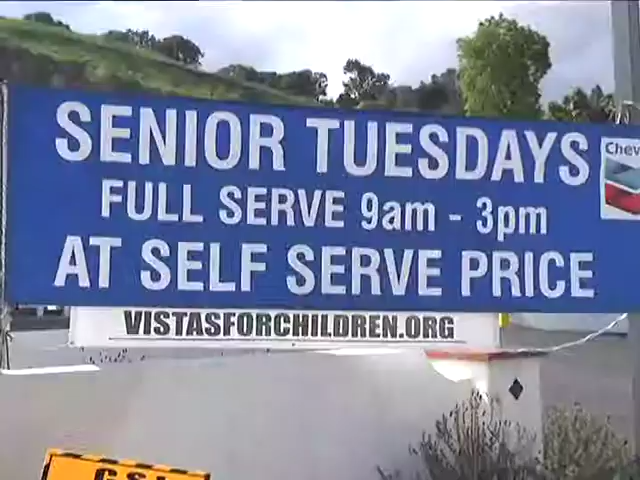 SENIOR TUESDAYS
FULL SERVE 9am - 3pm
AT SELF SERVE PRICE
Chev
VISTASFORCHILDREN.ORG